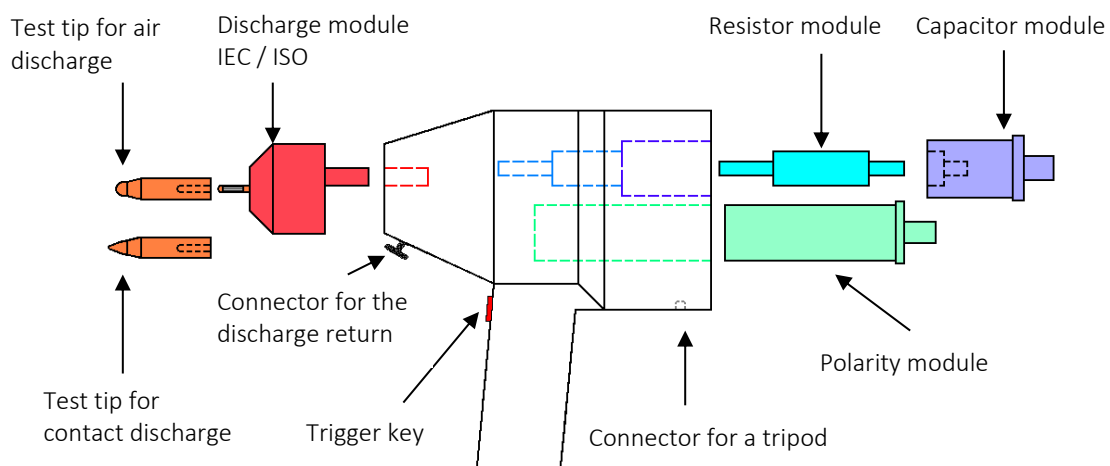 Test tip for air
discharge
Discharge module
IEC / ISO
Resistor module
Capacitor module
Connector for the
discharge return
Polarity module
Test tip for
contact discharge
Trigger key
Connector for a tripod